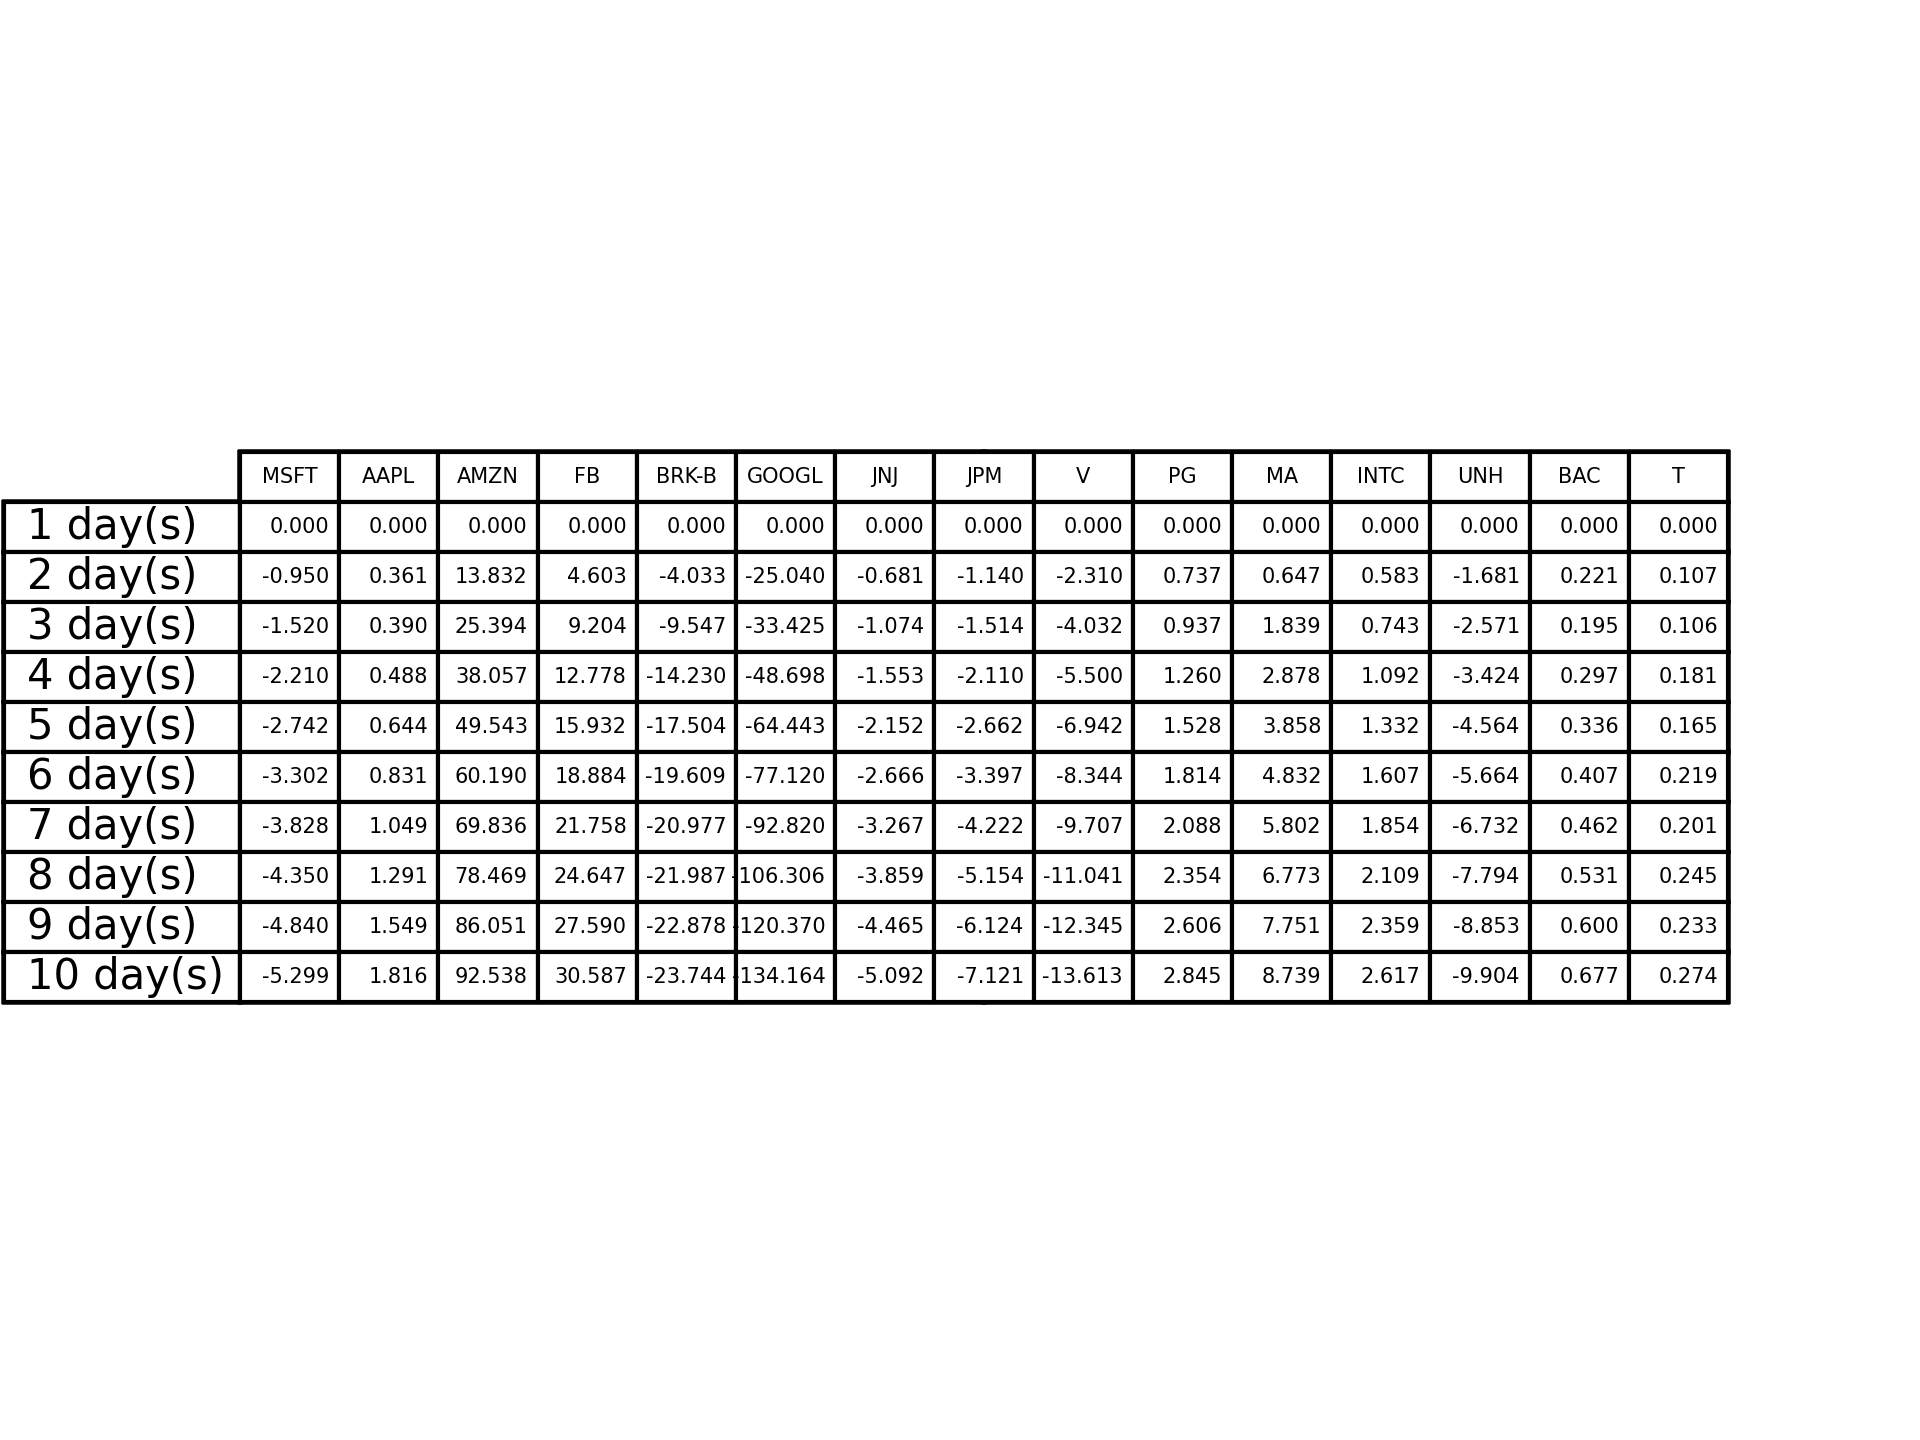 MSFT AAPL AMZN FB BRK-B GOOGL JNJ JPM V PG MA INTC UNH BAC T
1 day(s) 0.000 0.000 0.000 0.000 0.000 0.000 0.000 0.000 0.000 0.000 0.000 0.000 0.000 0.000 0.000
2 day(s) -0.950 0.361 13.832 4.603 -4.033 -25.040 -0.681 -1.140 -2.310 0.737 0.647 0.583 -1.681 0.221 0.107
3 day(s) -1.520 0.390 25.394 9.204 -9.547 -33.425 -1.074 -1.514 -4.032 0.937 1.839 0.743 -2.571 0.195 0.106
4 day(s) -2.210 0.488 38.057 12.778 -14.230 -48.698 -1.553 -2.110 -5.500 1.260 2.878 1.092 -3.424 0.297 0.181
5 day(s) -2.742 0.644 49.543 15.932 -17.504 -64.443 -2.152 -2.662 -6.942 1.528 3.858 1.332 -4.564 0.336 0.165
6 day(s) -3.302 0.831 60.190 18.884 -19.609 -77.120 -2.666 -3.397 -8.344 1.814 4.832 1.607 -5.664 0.407 0.219
7 day(s) -3.828 1.049 69.836 21.758 -20.977 -92.820 -3.267 -4.222 -9.707 2.088 5.802 1.854 -6.732 0.462 0.201
8 day(s) -4.350 1.291 78.469 24.647 -21.987 -106.306 -3.859 -5.154 -11.041 2.354 6.773 2.109 -7.794 0.531 0.245
9 day(s) -4.840 1.549 86.051 27.590 -22.878 -120.370 -4.465 -6.124 -12.345 2.606 7.751 2.359 -8.853 0.600 0.233
10 day(s) -5.299 1.816 92.538 30.587 -23.744 -134.164 -5.092 -7.121 -13.613 2.845 8.739 2.617 -9.904 0.677 0.274